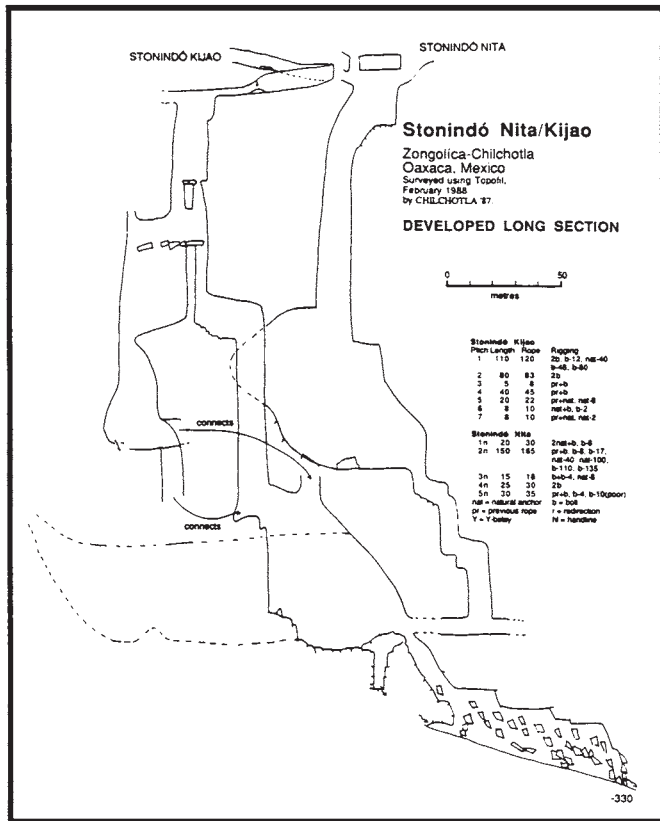 STONINDÓ KIJAO
STONINDÓ NITA
Stonindó Nita/Kijao
Zongolica-Chilchotla
Oaxaca, Mexico
Surveyed using Topofil,
February 1988
by CHILCHOTLA '87.
DEVELOPED LONG SECTION
0 50
metres
Stonindó Kijao
Pitch Length Rope Rigging
1 110 120 2b, b-12, nat-40
b-48, b-80
2 80 83 2b
3 5 8 pr+b
4 40 45 pr+b
5 20 22 pr+nat, nat-8
6 8 10 nat+b, b-2
7 8 10 pr+nat, nat-2
Stonindó Nita
1n 20 30 2nat+b, b-6
2n 150 165 pr+b, b-8, b-17,
nat-40 nat-100,
b-110, b-135
3n 15 18 b+b-4, nat-6
4n 25 30 2b
5n 30 35 pr+b, b-4, b-10(poor)
nat = natural anchor b = bolt
pr = previous rope r = redirection
Y = Y-belay hl = handline
connects
connects
-330